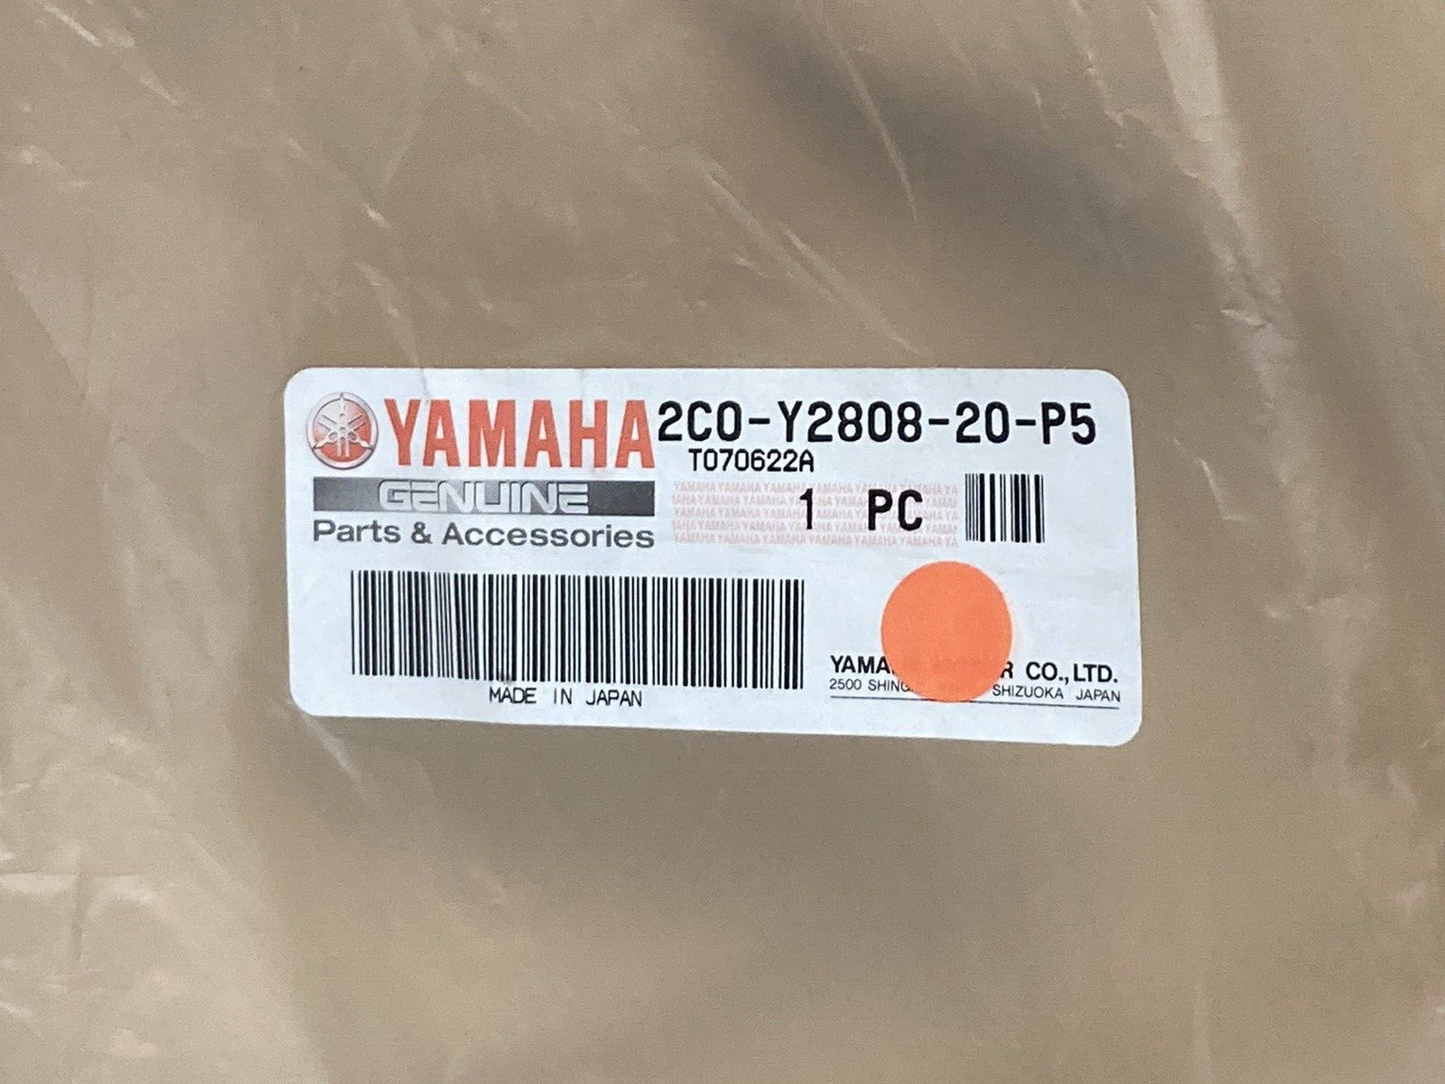 YAMAHA 2C0-Y2808-20-P5
T070622A
GENUINE
1 PC
Parts & Accessories
MADE IN JAPAN
CO., LTD.
2500 SHIZUOKA JAPAN